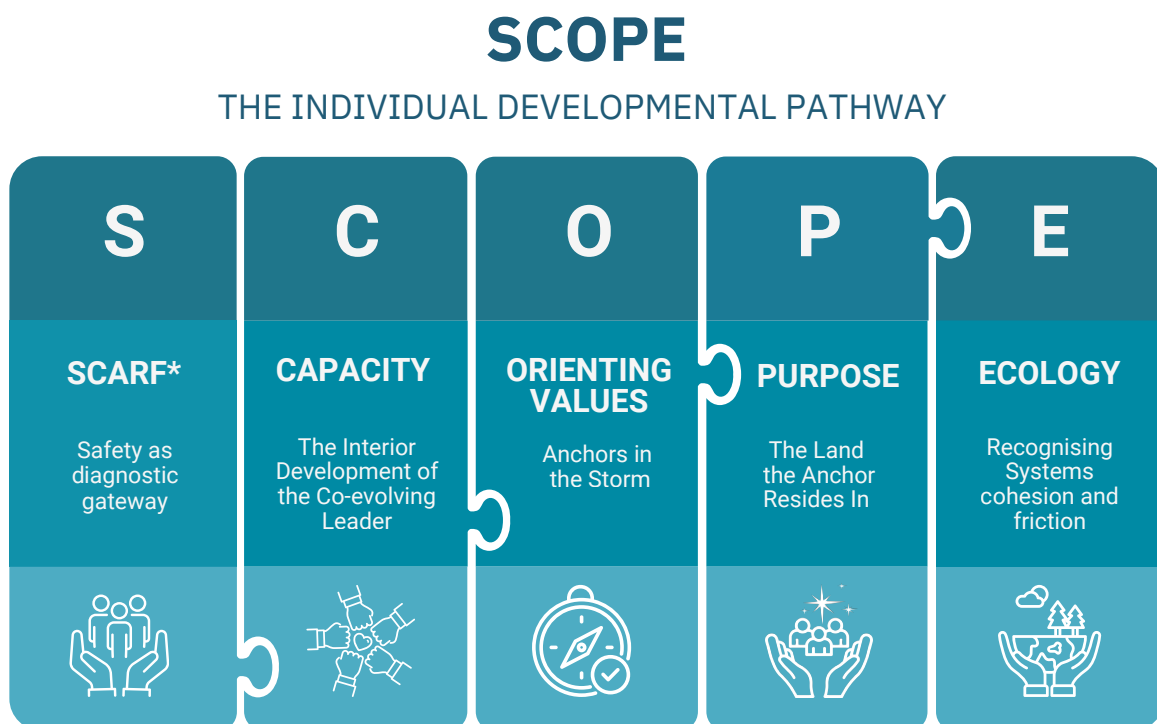 SCOPE
THE INDIVIDUAL DEVELOPMENTAL PATHWAY
S
C
O
P
E
SCARF*
Safety as
diagnostic
gateway
CAPACITY
The Interior
Development of
the Co-evolving
Leader
ORIENTING
VALUES
Anchors in
the Storm
PURPOSE
The Land
the Anchor
Resides In
ECOLOGY
Recognising
Systems
cohesion and
friction